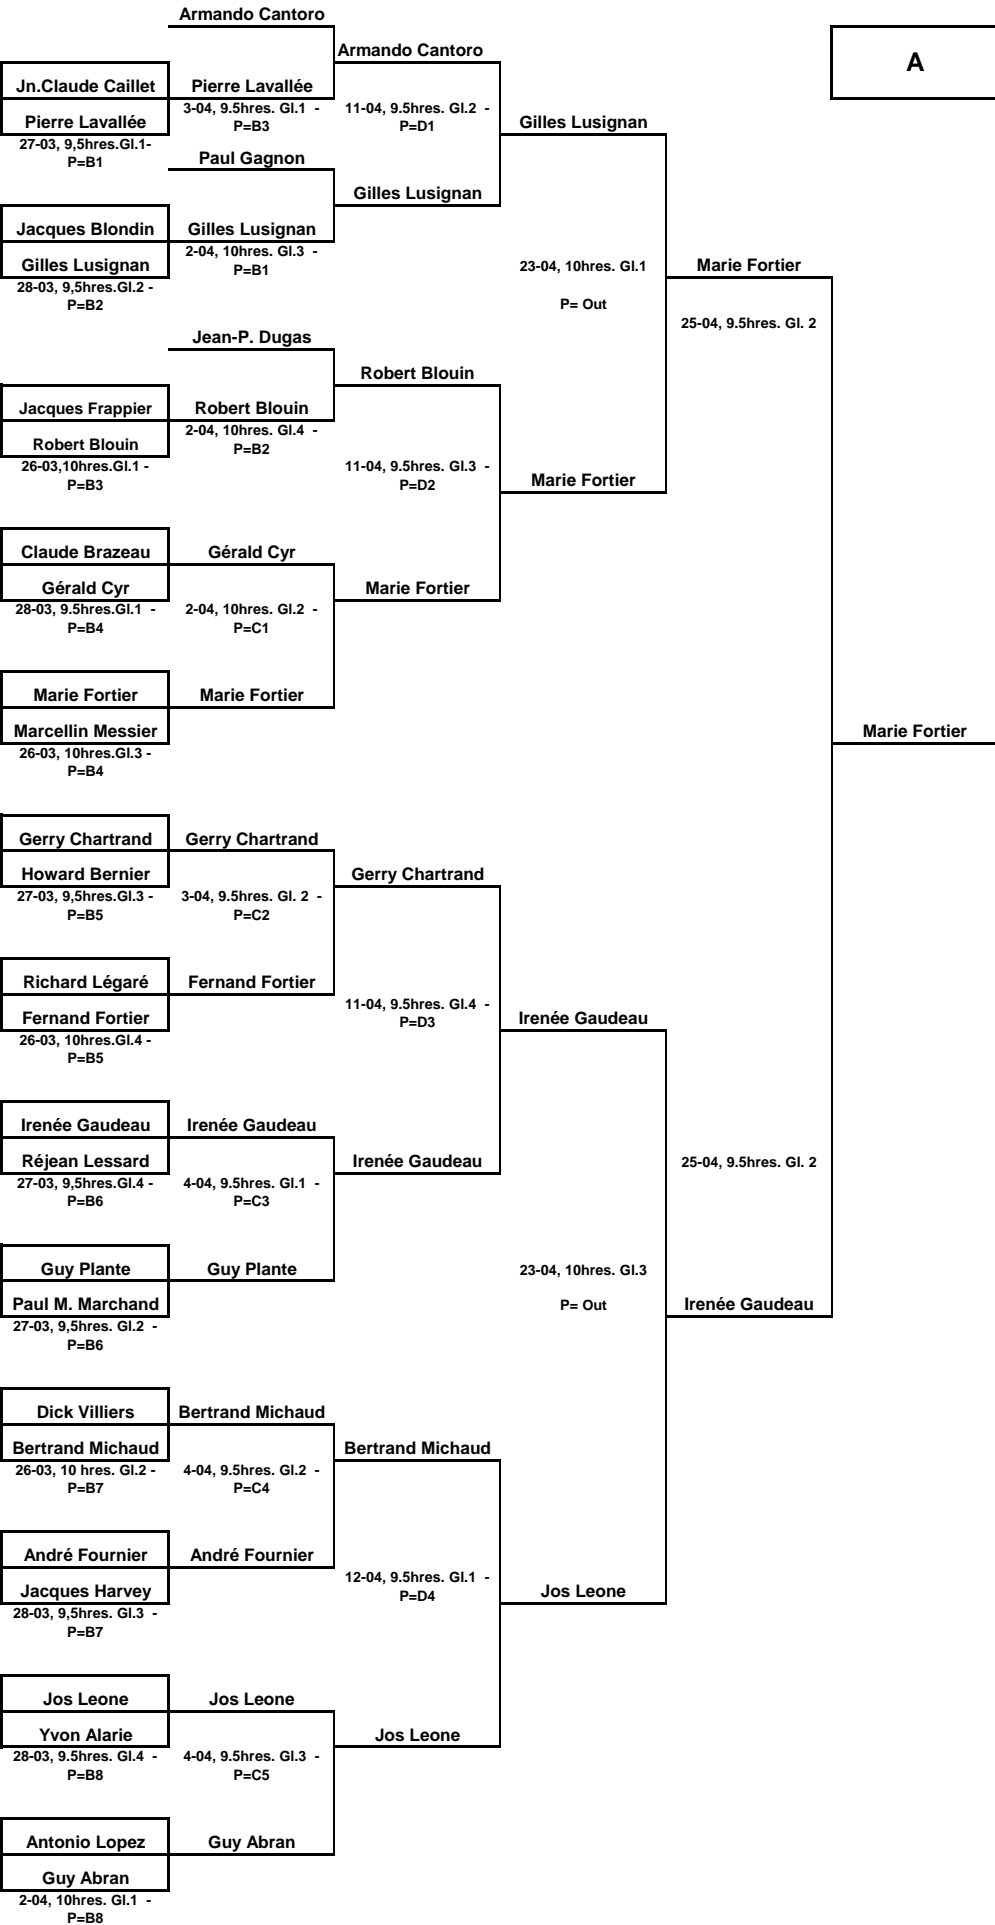 Armando Cantoro
Armando Cantoro
A
Jn.Claude Caillet
Pierre Lavallée
Pierre Lavallée
3-04, 9.5hres. Gl.1 -
P=B3
11-04, 9.5hres. Gl.2 -
P=D1
Gilles Lusignan
27-03, 9,5hres.Gl.1-
P=B1
Paul Gagnon
Gilles Lusignan
Jacques Blondin
Gilles Lusignan
Gilles Lusignan
2-04, 10hres. Gl.3 -
P=B1
23-04, 10hres. Gl.1
P= Out
Marie Fortier
28-03, 9,5hres.Gl.2 -
P=B2
25-04, 9.5hres. Gl. 2
Jean-P. Dugas
Robert Blouin
Jacques Frappier
Robert Blouin
Robert Blouin
2-04, 10hres. Gl.4 -
P=B2
26-03,10hres.Gl.1 -
P=B3
11-04, 9.5hres. Gl.3 -
P=D2
Marie Fortier
Claude Brazeau
Gérald Cyr
Gérald Cyr
Marie Fortier
28-03, 9.5hres.Gl.1 -
P=B4
2-04, 10hres. Gl.2 -
P=C1
Marie Fortier
Marie Fortier
Marcellin Messier
Marie Fortier
26-03, 10hres.Gl.3 -
P=B4
Gerry Chartrand
Gerry Chartrand
Howard Bernier
Gerry Chartrand
27-03, 9,5hres.Gl.3 -
P=B5
3-04, 9.5hres. Gl. 2 -
P=C2
Richard Légaré
Fernand Fortier
Fernand Fortier
11-04, 9.5hres. Gl.4 -
P=D3
Irenée Gaudeau
26-03, 10hres.Gl.4 -
P=B5
Irenée Gaudeau
Irenée Gaudeau
Réjean Lessard
Irenée Gaudeau
25-04, 9.5hres. Gl. 2
27-03, 9,5hres.Gl.4 -
P=B6
4-04, 9.5hres. Gl.1 -
P=C3
Guy Plante
Guy Plante
23-04, 10hres. Gl.3
P= Out
Paul M. Marchand
Irenée Gaudeau
27-03, 9,5hres. Gl.2 -
P=B6
Dick Villiers
Bertrand Michaud
Bertrand Michaud
Bertrand Michaud
26-03, 10 hres. Gl.2 -
P=B7
4-04, 9.5hres. Gl.2 -
P=C4
André Fournier
André Fournier
Jacques Harvey
12-04, 9.5hres. Gl.1 -
P=D4
Jos Leone
28-03, 9,5hres. Gl.3 -
P=B7
Jos Leone
Jos Leone
Yvon Alarie
Jos Leone
28-03, 9.5hres. Gl.4 -
P=B8
4-04, 9.5hres. Gl.3 -
P=C5
Antonio Lopez
Guy Abran
Guy Abran
2-04, 10hres. Gl.1 -
P=B8